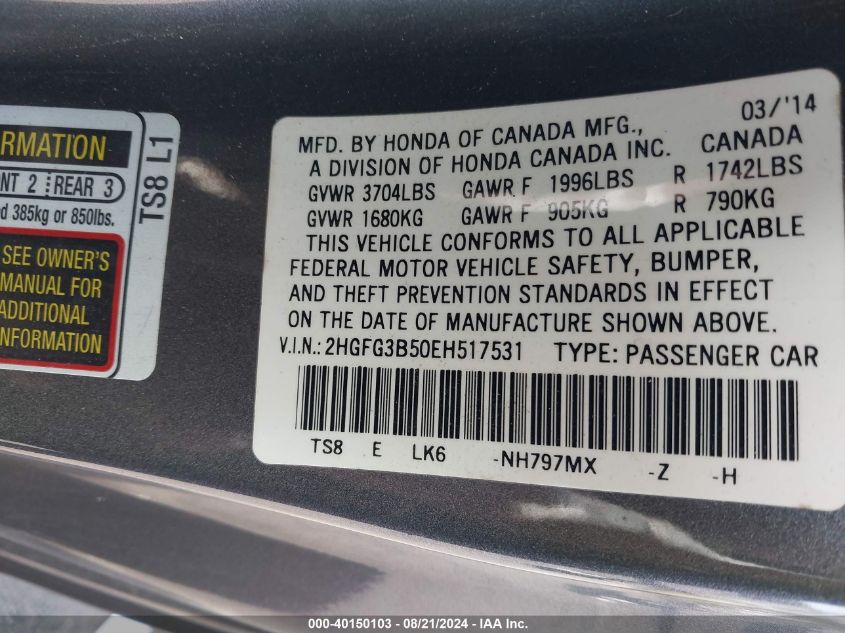 RMATION
NT 2 REAR 3
d 385kg or 850lbs.
SEE OWNER'S
MANUAL FOR
ADDITIONAL
INFORMATION
TS8 L1
03/'14
MFD. BY HONDA OF CANADA MFG., CANADA
A DIVISION OF HONDA CANADA INC.
GVWR 3704LBS GAWR F 1996LBS R 1742LBS
GVWR 1680KG GAWR F 905KG R 790KG
THIS VEHICLE CONFORMS TO ALL APPLICABLE
FEDERAL MOTOR VEHICLE SAFETY, BUMPER,
AND THEFT PREVENTION STANDARDS IN EFFECT
ON THE DATE OF MANUFACTURE SHOWN ABOVE.
V.I.N.: 2HGFG3B50EH517531 TYPE: PASSENGER CAR
TS8 E LK6 -NH797MX -Z -H
000-40150103 - 08/21/2024 - IAA Inc.